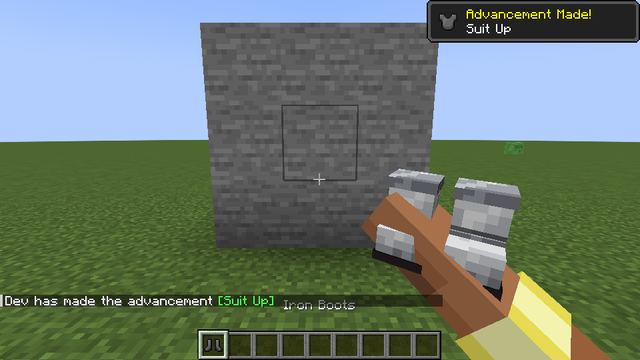 Advancement Made!
Suit Up
Dev has made the advancement [Suit Up]
Iron Boots